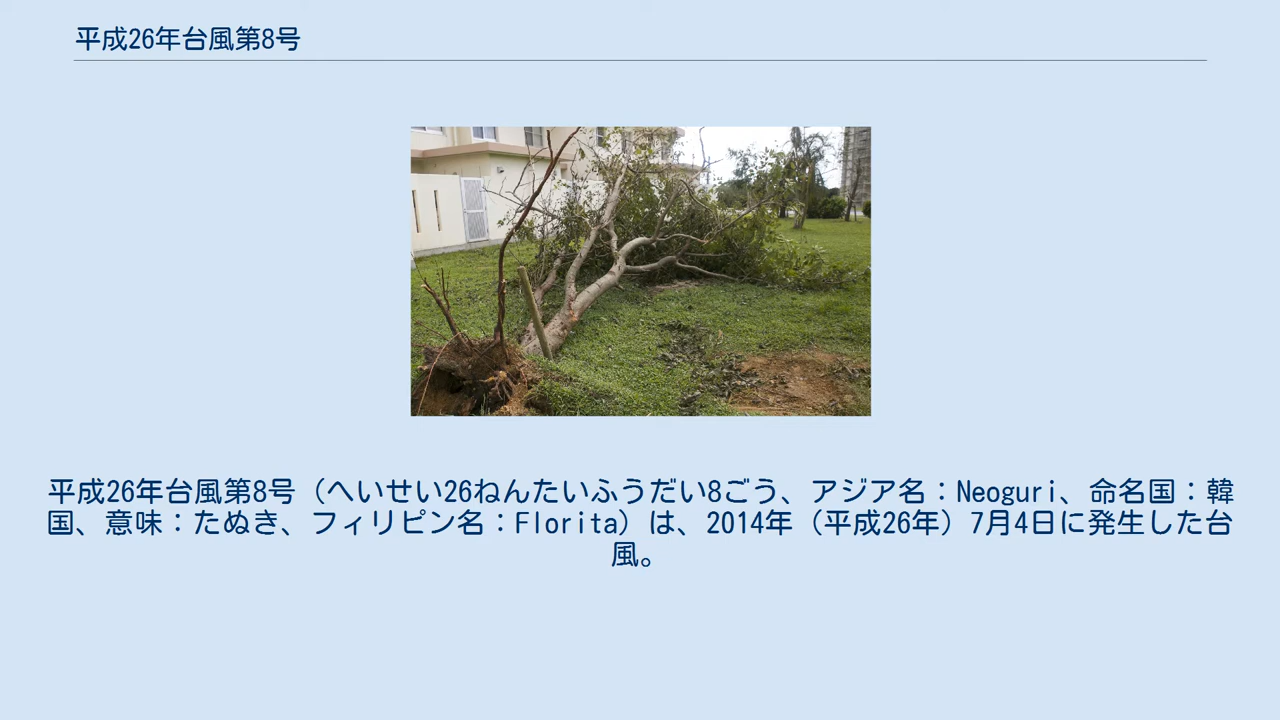 平成26年台風第8号
平成26年台風第8号（へいせい26ねんたいふうだい8ごう、アジア名：Neoguri、命名国：韓
国、意味：たぬき、フィリピン名：Florita）は、2014年（平成26年）7月4日に発生した台
風。